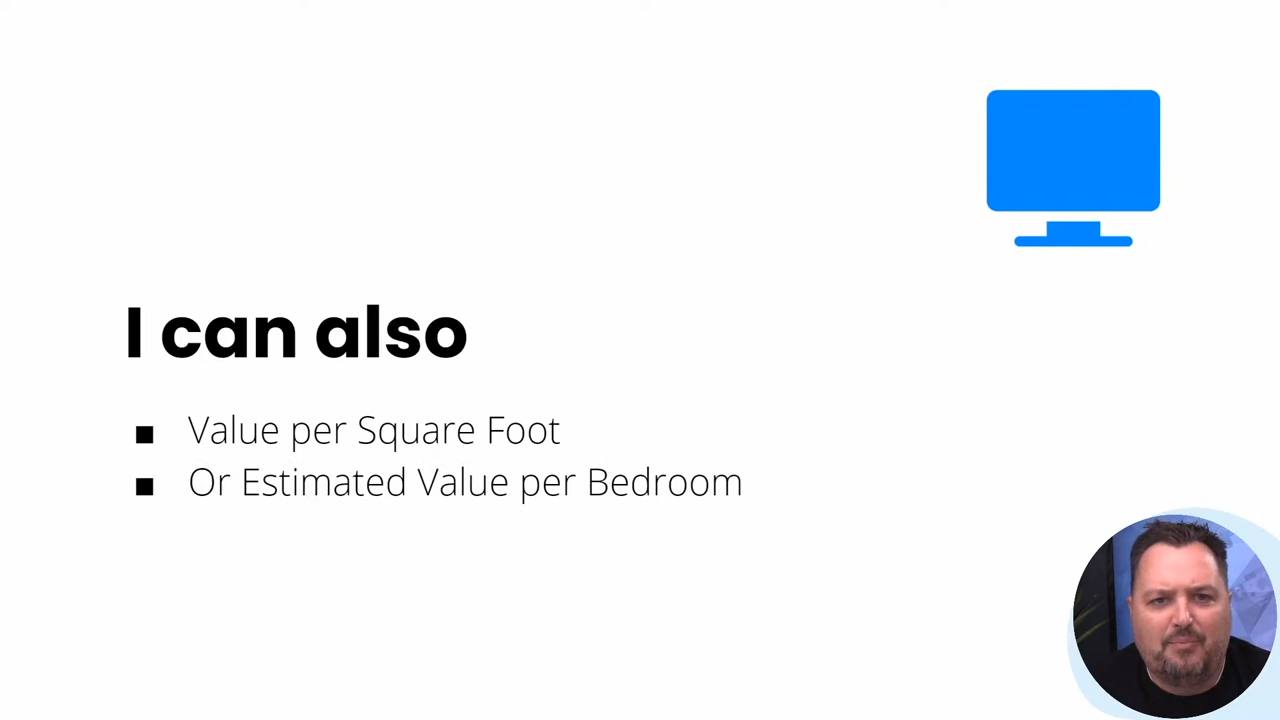 I can also
Value per Square Foot
Or Estimated Value per Bedroom